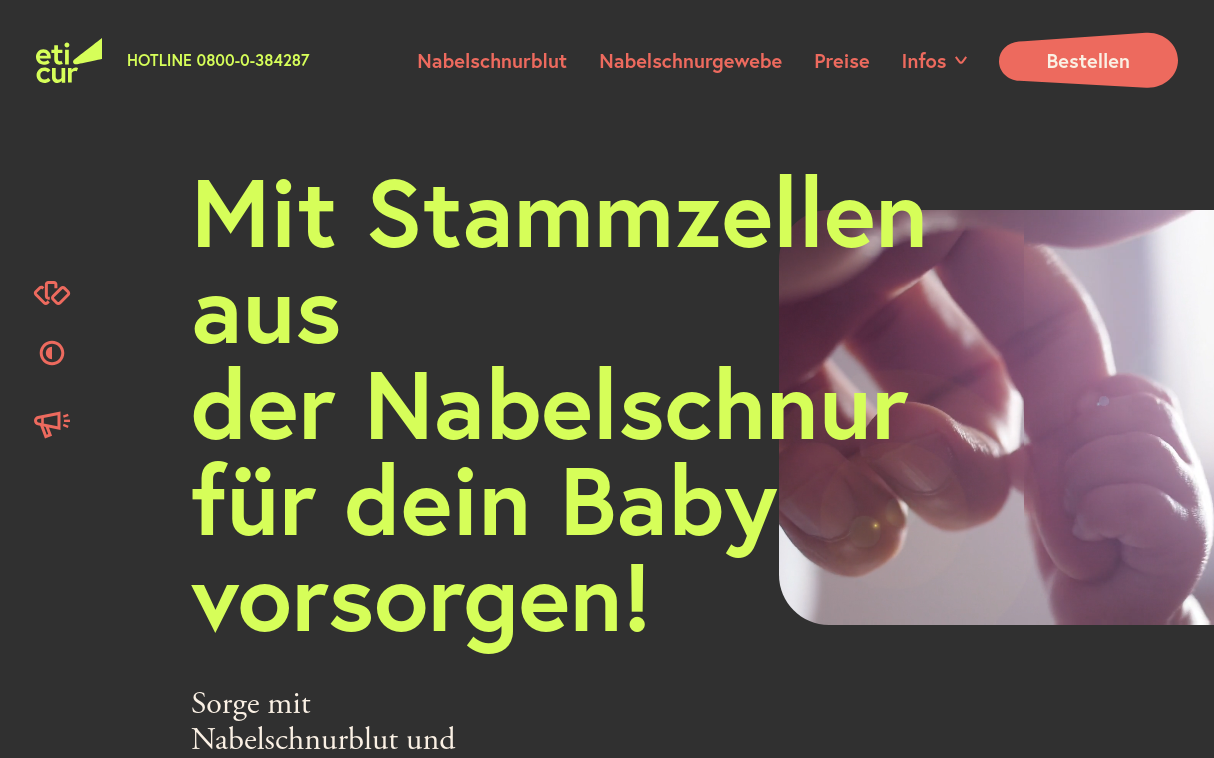 eti
cur
HOTLINE 0800-0-384287
Nabelschnurblut
Nabelschnurgewebe
Preise
Infos
Bestellen
Mit Stammzellen
aus
der Nabelschnur
für dein Baby
vorsorgen!
Sorge mit
Nabelschnurblut und